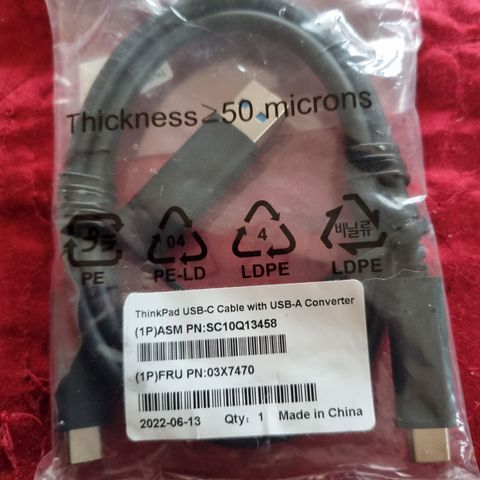 Thickness≥50 microns
04
4
바닐류
PE
PE-LD
LDPE
LDPE
ThinkPad USB-C Cable with USB-A Converter
(1P)ASM PN:SC10Q13458
(1P)FRU PN:03X7470
2022-06-13 Qty: 1 Made in China